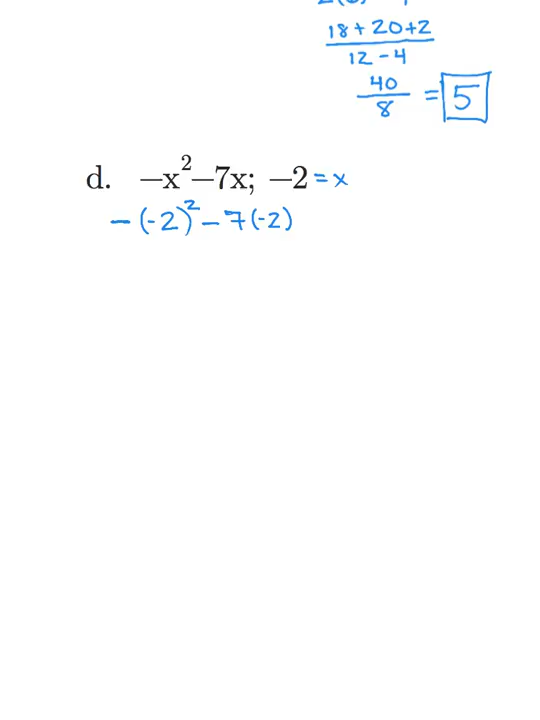 18 + 20 + 2
12 - 4
40
8
= 5
d. −x²−7x; −2 = x
- (-2)² - 7(-2)